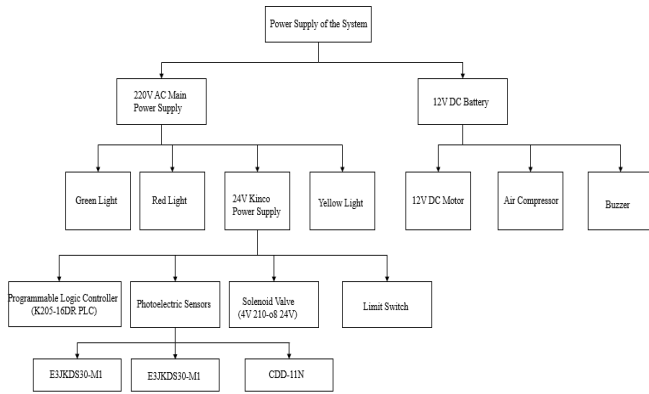 Power Supply of the System
220V AC Main
Power Supply
12V DC Battery
Green Light
Red Light
24V Kinco
Power Supply
Yellow Light
12V DC Motor
Air Compressor
Buzzer
Programmable Logic Controller
(K205-16DR PLC)
Photoelectric Sensors
Solenoid Valve
(4V 210-o8 24V)
Limit Switch
E3JKDS30-M1
E3JKDS30-M1
CDD-11N